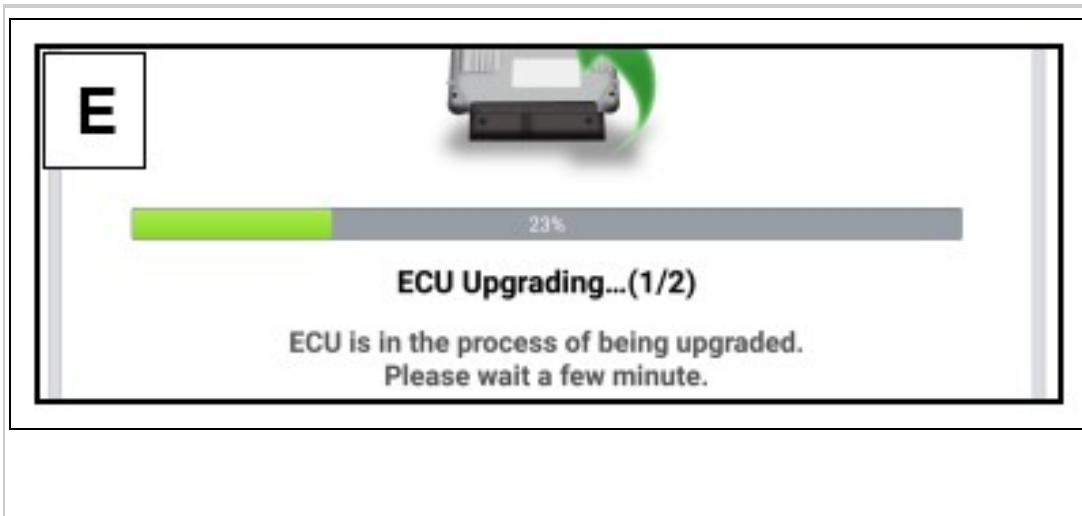 E
23%
ECU Upgrading...(1/2)
ECU is in the process of being upgraded.
Please wait a few minute.